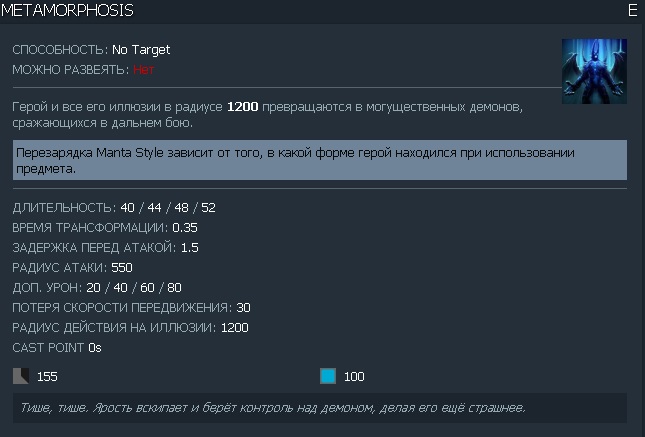 METAMORPHOSIS E
СПОСОБНОСТЬ: No Target
МОЖНО РАЗВЕЯТЬ: Нет
Герой и все его иллюзии в радиусе 1200 превращаются в могущественных демонов,
сражающихся в дальнем бою.
Перезарядка Manta Style зависит от того, в какой форме герой находился при использовании
предмета.
ДЛИТЕЛЬНОСТЬ: 40 / 44 / 48 / 52
ВРЕМЯ ТРАНСФОРМАЦИИ: 0.35
ЗАДЕРЖКА ПЕРЕД АТАКОЙ: 1.5
РАДИУС АТАКИ: 550
ДОП. УРОН: 20 / 40 / 60 / 80
ПОТЕРЯ СКОРОСТИ ПЕРЕДВИЖЕНИЯ: 30
РАДИУС ДЕЙСТВИЯ НА ИЛЛЮЗИИ: 1200
CAST POINT 0s
155 100
Тише, тише. Ярость вскипает и берёт контроль над демоном, делая его ещё страшнее.